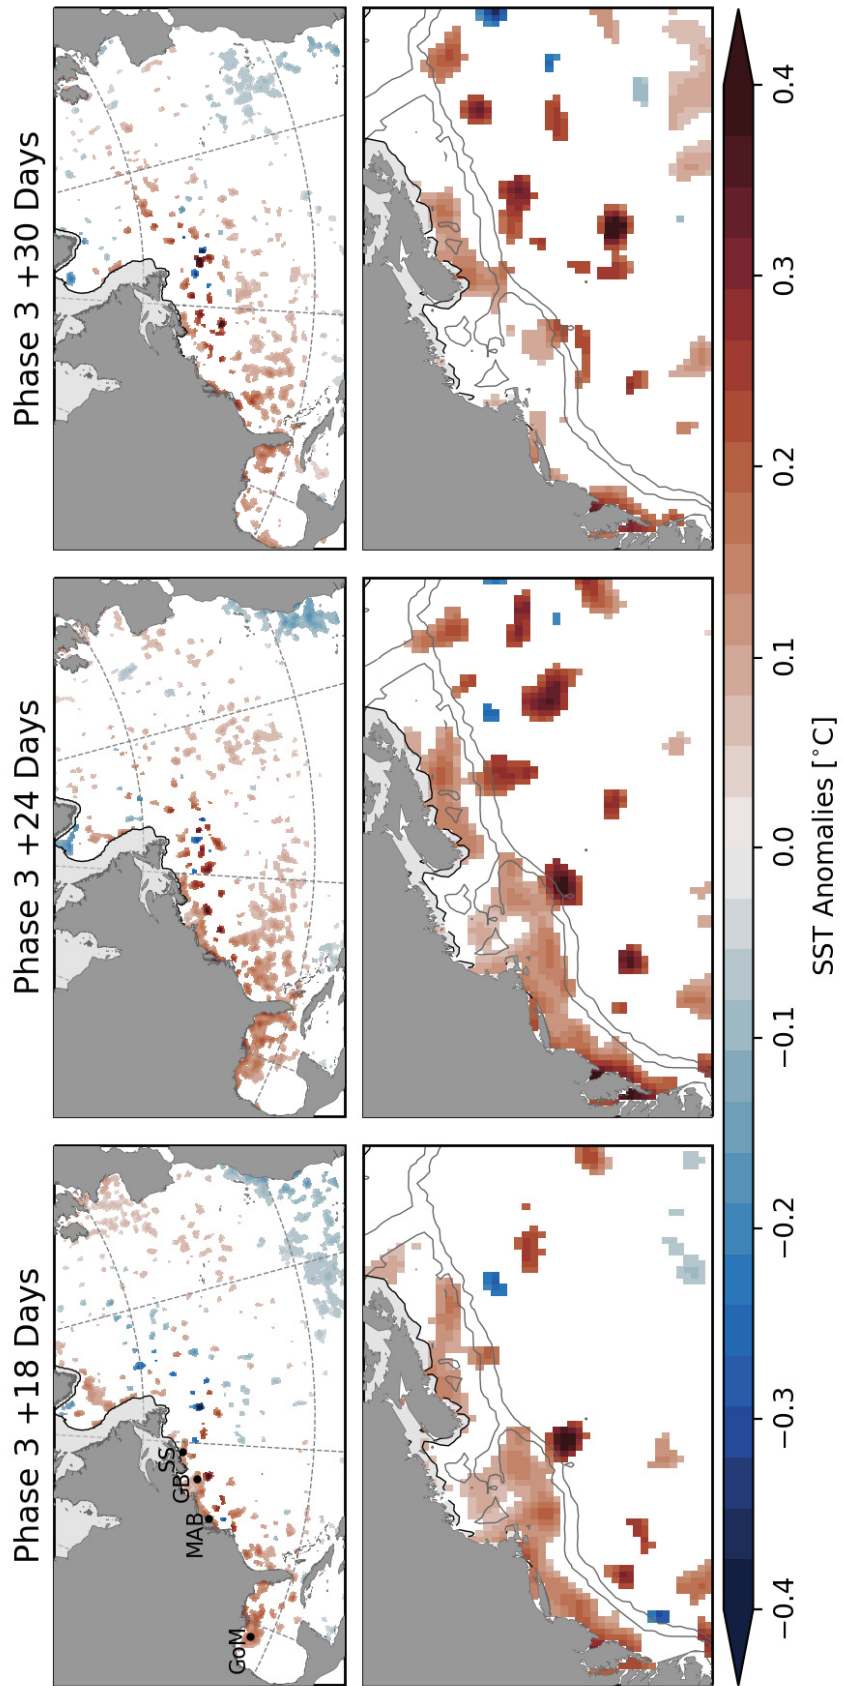 Phase 3 +18 Days
Phase 3 +24 Days
Phase 3 +30 Days
GoM
MAB
GB
SS
−0.4
−0.3
−0.2
−0.1
0.0
0.1
0.2
0.3
0.4
SST Anomalies [°C]